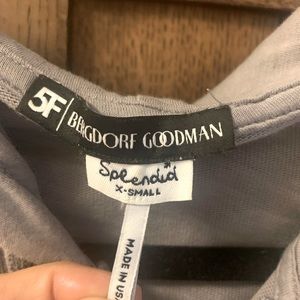 5F BERGDORF GOODMAN
Splendid
X-SMALL
MADE IN USA